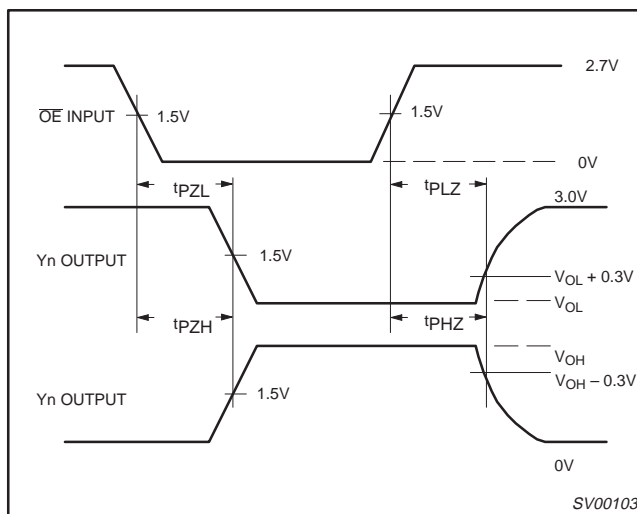 2.7V
OE INPUT
1.5V
1.5V
0V
tPZL
tPLZ
3.0V
Yn OUTPUT
1.5V
VOL + 0.3V
VOL
tPZH
tPHZ
VOH
VOH – 0.3V
Yn OUTPUT
1.5V
0V
SV00103